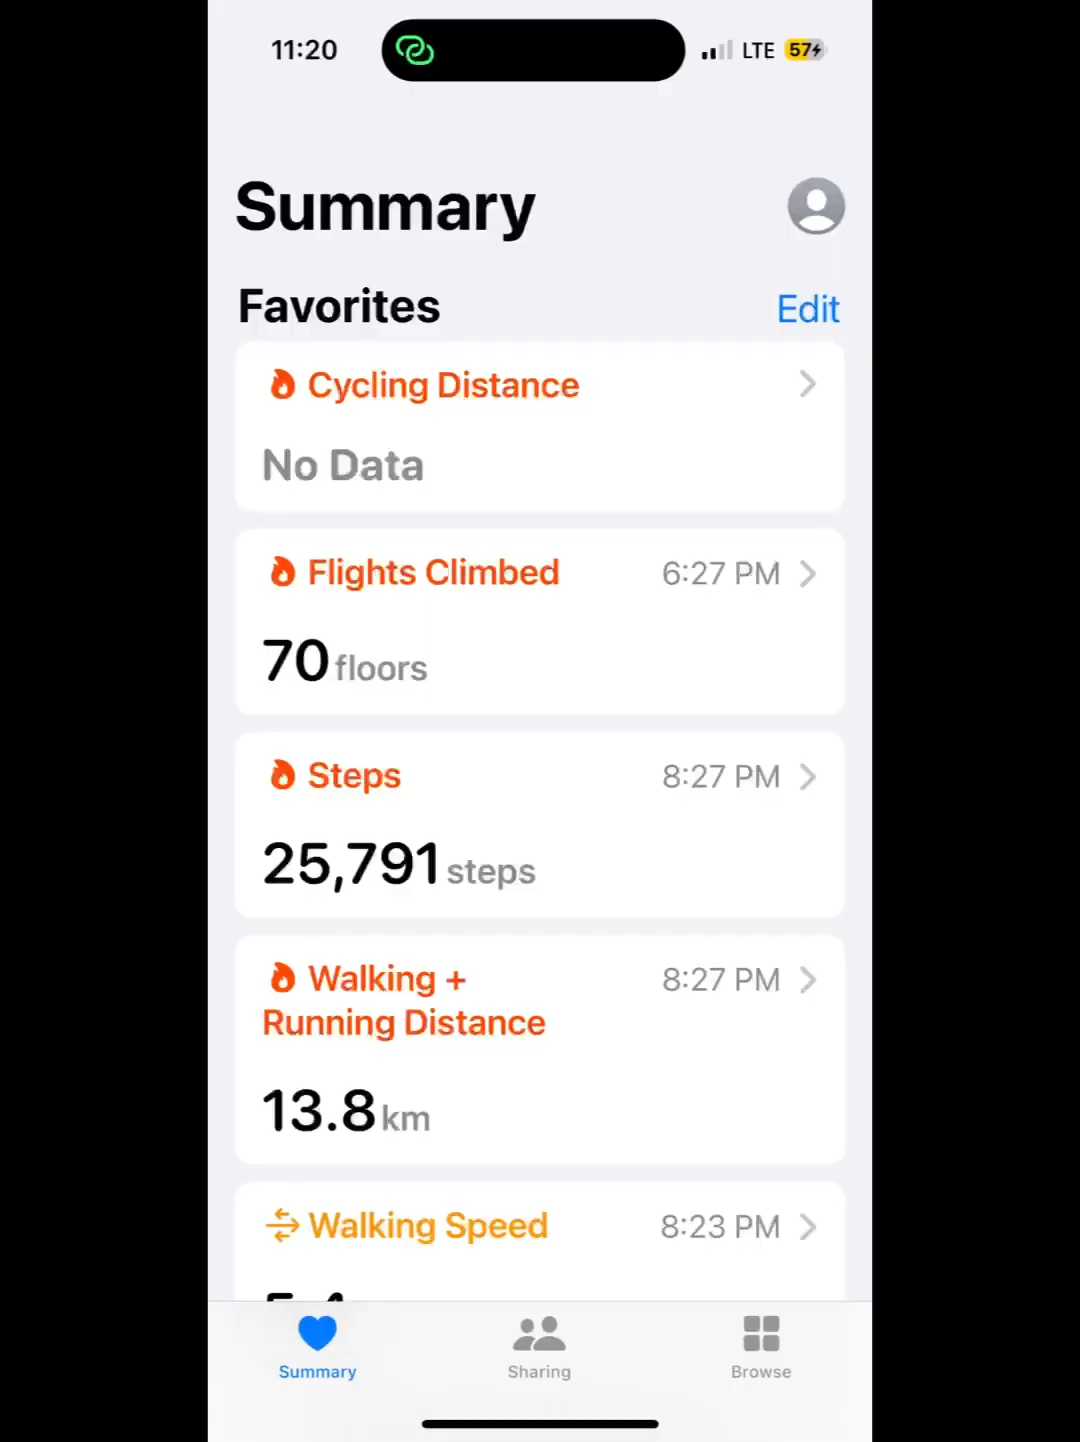 11:20
LTE 57
Summary
Favorites
Edit
Cycling Distance
No Data
Flights Climbed 6:27 PM
70 floors
Steps 8:27 PM
25,791 steps
Walking + 8:27 PM
Running Distance
13.8 km
Walking Speed 8:23 PM
Summary Sharing Browse